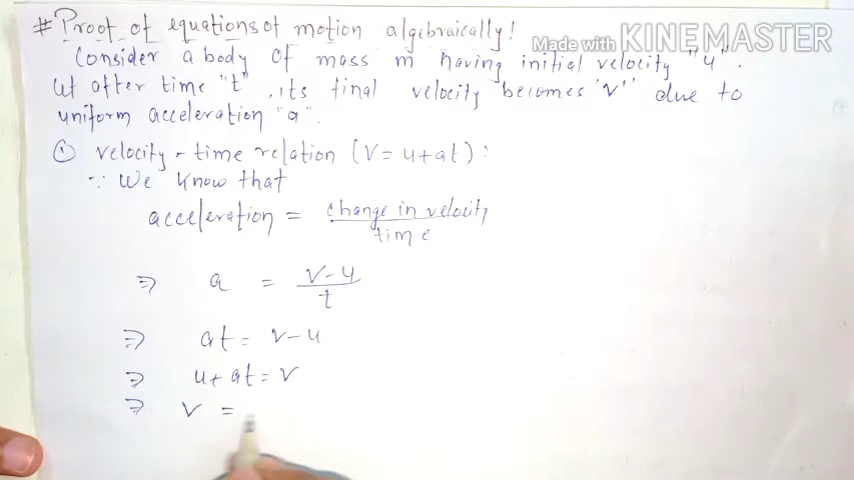 # Proof of equations of motion algebraically!
Made with KINEMASTER
Consider a body of mass m having initial velocity "u".
let after time "t", its final velocity becomes "v" due to
uniform acceleration "a".
① velocity - time relation (v = u + at) :
∵ We know that
acceleration = change in velocity
time
⇒ a = v - u
t
⇒ at = v - u
⇒ u + at = v
⇒ v =